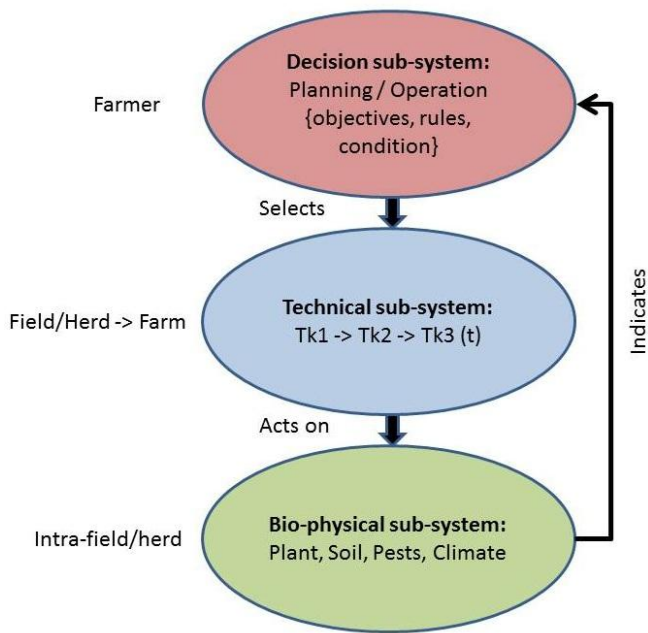 Decision sub-system:
Planning / Operation
{objectives, rules,
condition}
Farmer
Selects
Technical sub-system:
Tk1 -> Tk2 -> Tk3 (t)
Field/Herd -> Farm
Indicates
Acts on
Bio-physical sub-system:
Plant, Soil, Pests, Climate
Intra-field/herd